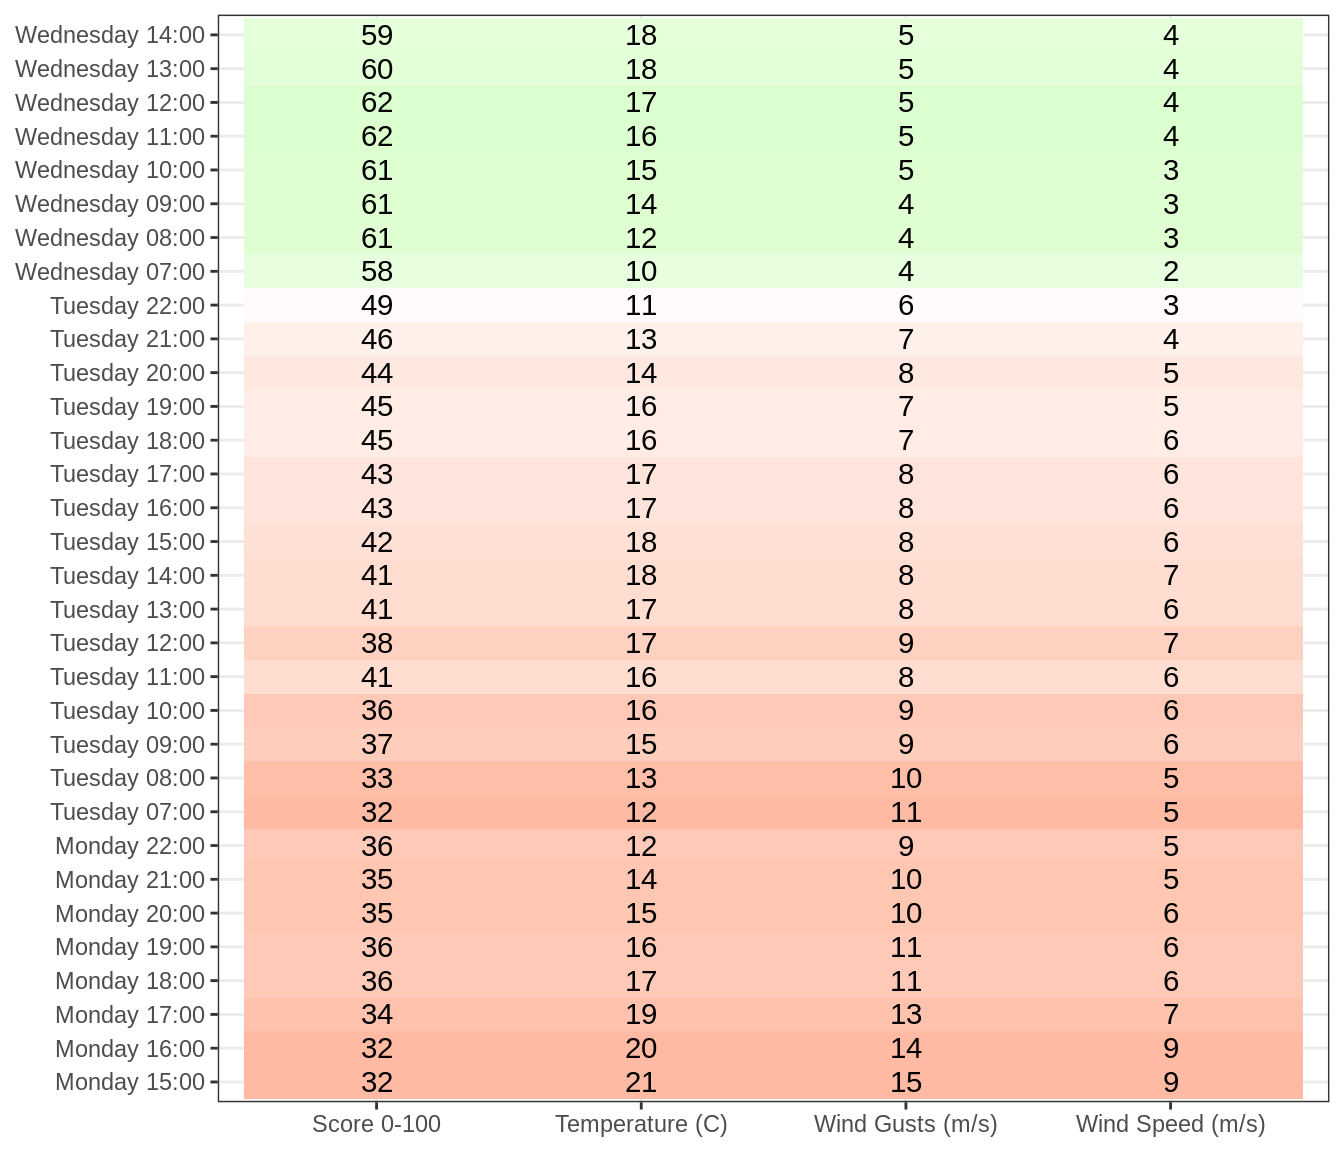 Wednesday 14:00 59 18 5 4
Wednesday 13:00 60 18 5 4
Wednesday 12:00 62 17 5 4
Wednesday 11:00 62 16 5 4
Wednesday 10:00 61 15 5 3
Wednesday 09:00 61 14 4 3
Wednesday 08:00 61 12 4 3
Wednesday 07:00 58 10 4 2
Tuesday 22:00 49 11 6 3
Tuesday 21:00 46 13 7 4
Tuesday 20:00 44 14 8 5
Tuesday 19:00 45 16 7 5
Tuesday 18:00 45 16 7 6
Tuesday 17:00 43 17 8 6
Tuesday 16:00 43 17 8 6
Tuesday 15:00 42 18 8 6
Tuesday 14:00 41 18 8 7
Tuesday 13:00 41 17 8 6
Tuesday 12:00 38 17 9 7
Tuesday 11:00 41 16 8 6
Tuesday 10:00 36 16 9 6
Tuesday 09:00 37 15 9 6
Tuesday 08:00 33 13 10 5
Tuesday 07:00 32 12 11 5
Monday 22:00 36 12 9 5
Monday 21:00 35 14 10 5
Monday 20:00 35 15 10 6
Monday 19:00 36 16 11 6
Monday 18:00 36 17 11 6
Monday 17:00 34 19 13 7
Monday 16:00 32 20 14 9
Monday 15:00 32 21 15 9
Score 0-100 Temperature (C) Wind Gusts (m/s) Wind Speed (m/s)